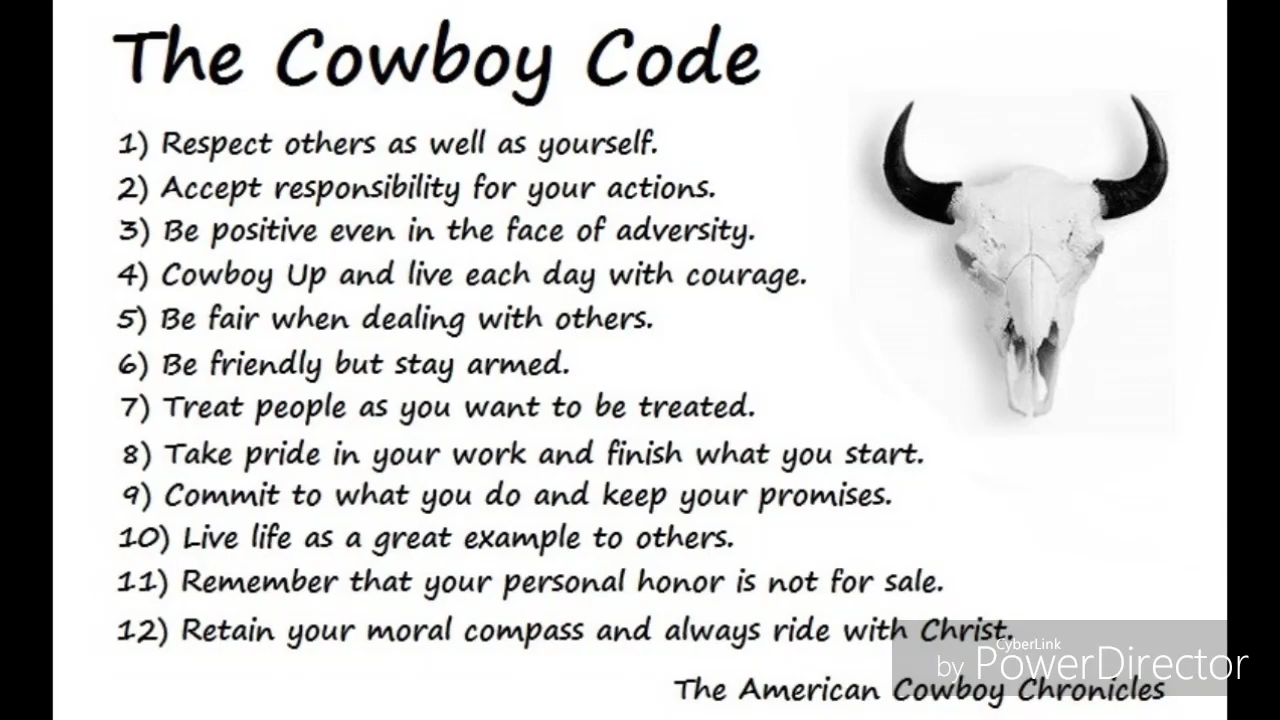 The Cowboy Code
1) Respect others as well as yourself.
2) Accept responsibility for your actions.
3) Be positive even in the face of adversity.
4) Cowboy Up and live each day with courage.
5) Be fair when dealing with others.
6) Be friendly but stay armed.
7) Treat people as you want to be treated.
8) Take pride in your work and finish what you start.
9) Commit to what you do and keep your promises.
10) Live life as a great example to others.
11) Remember that your personal honor is not for sale.
12) Retain your moral compass and always ride with Christ.
CyberLink
by PowerDirector
The American Cowboy Chronicles